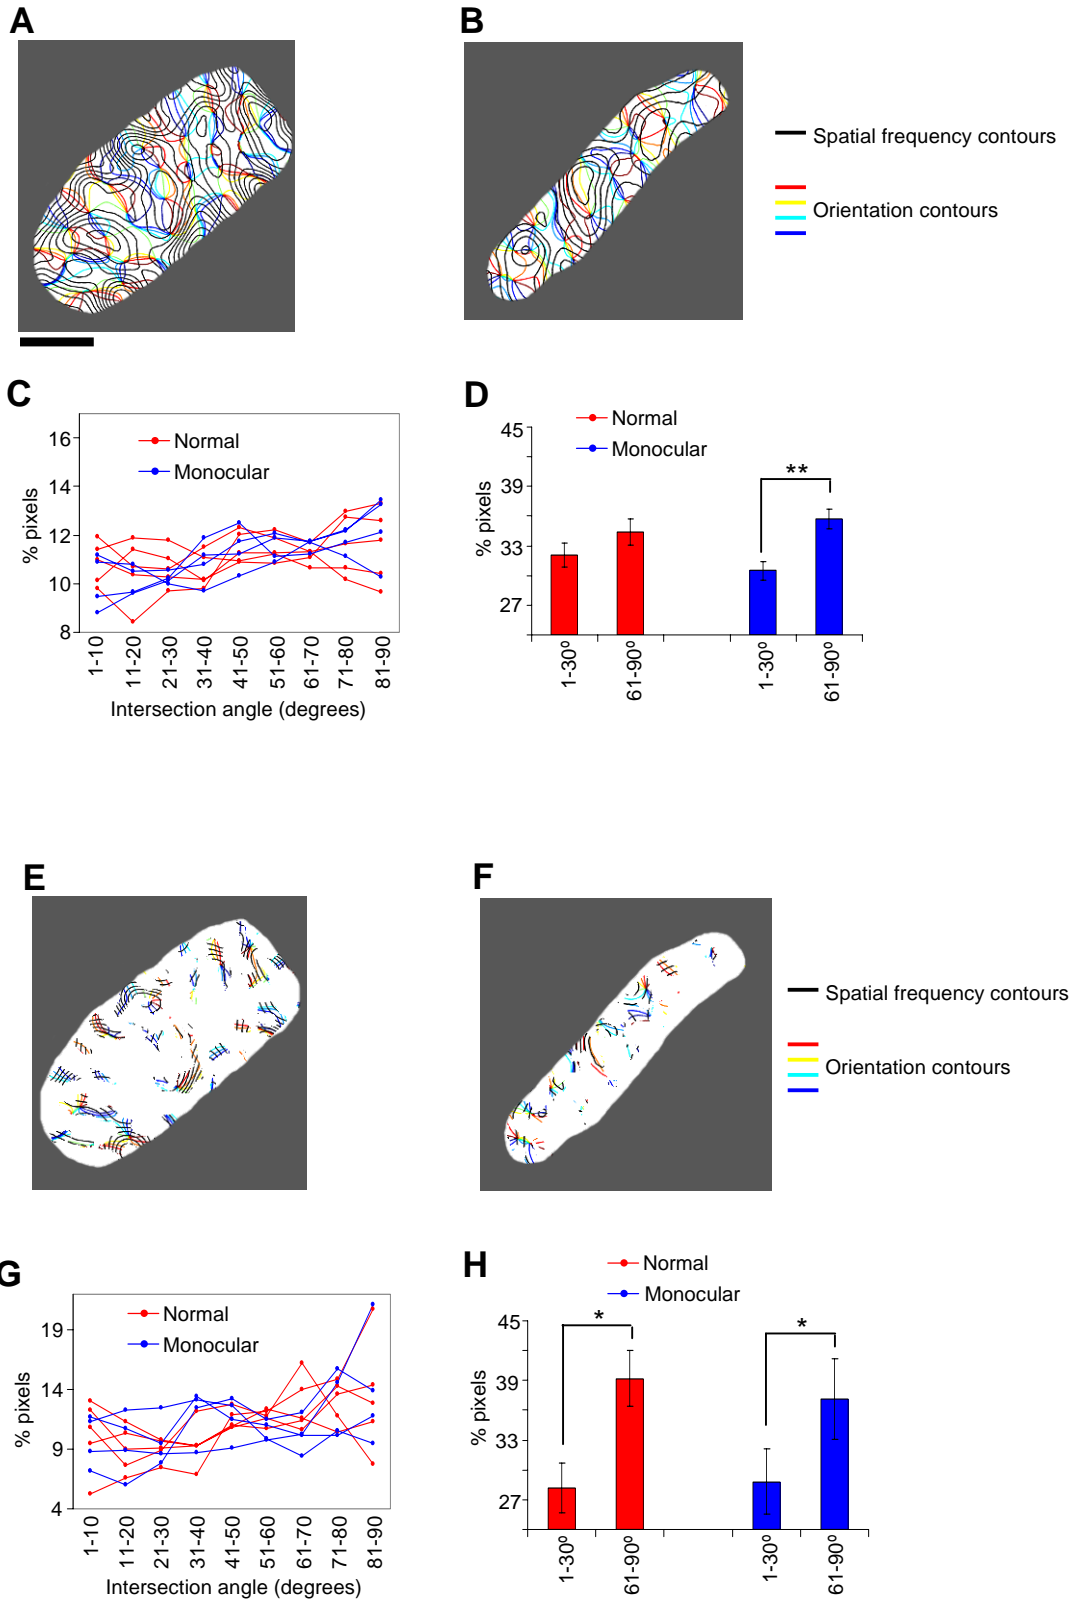 A
B
Spatial frequency contours
Orientation contours
C
Normal
Monocular
% pixels
16
14
12
10
8
1-10
11-20
21-30
31-40
41-50
51-60
61-70
71-80
81-90
Intersection angle (degrees)
D
Normal
Monocular
% pixels
45
39
33
27
**
1-30º
61-90º
1-30º
61-90º
E
F
Spatial frequency contours
Orientation contours
G
Normal
Monocular
% pixels
19
14
9
4
1-10
11-20
21-30
31-40
41-50
51-60
61-70
71-80
81-90
Intersection angle (degrees)
H
Normal
Monocular
% pixels
45
39
33
27
*
*
1-30º
61-90º
1-30º
61-90º